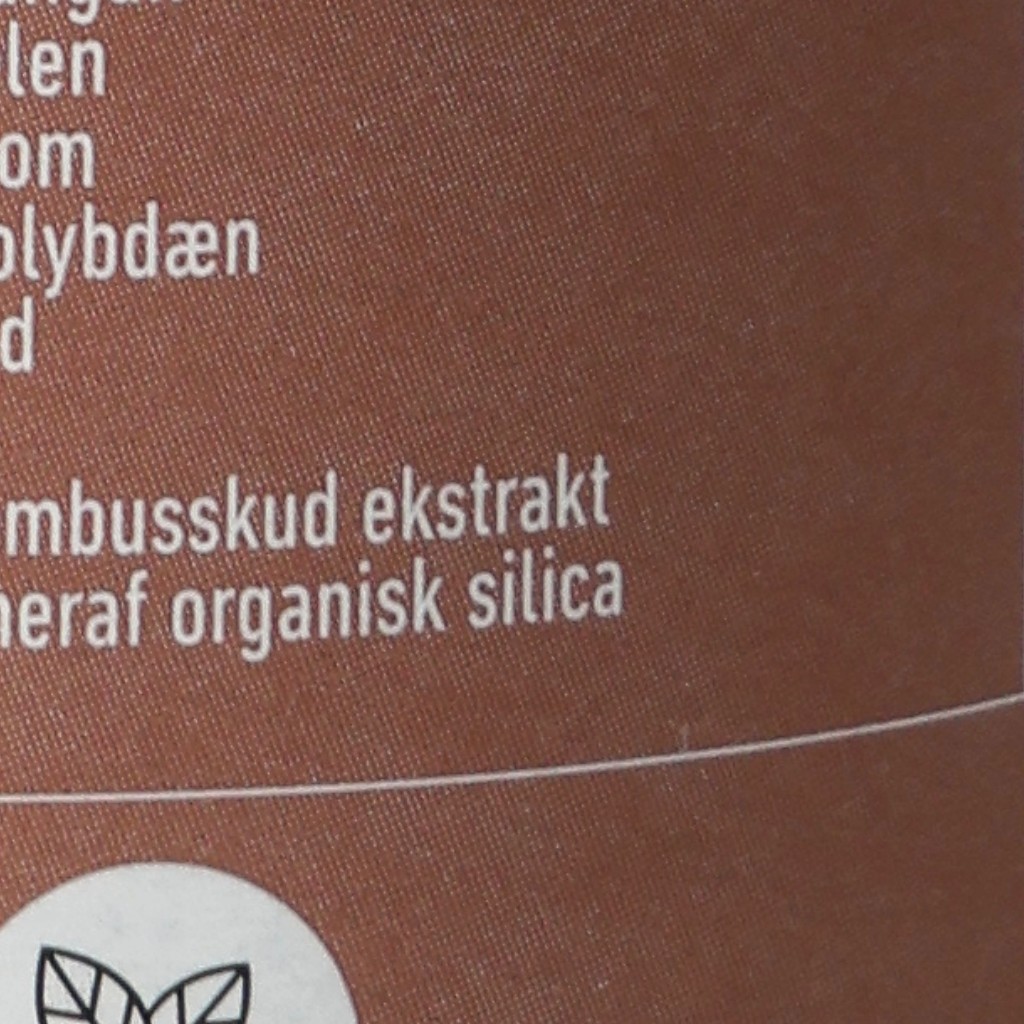 len
om
olybdæn
d
mbusskud ekstrakt
heraf organisk silica